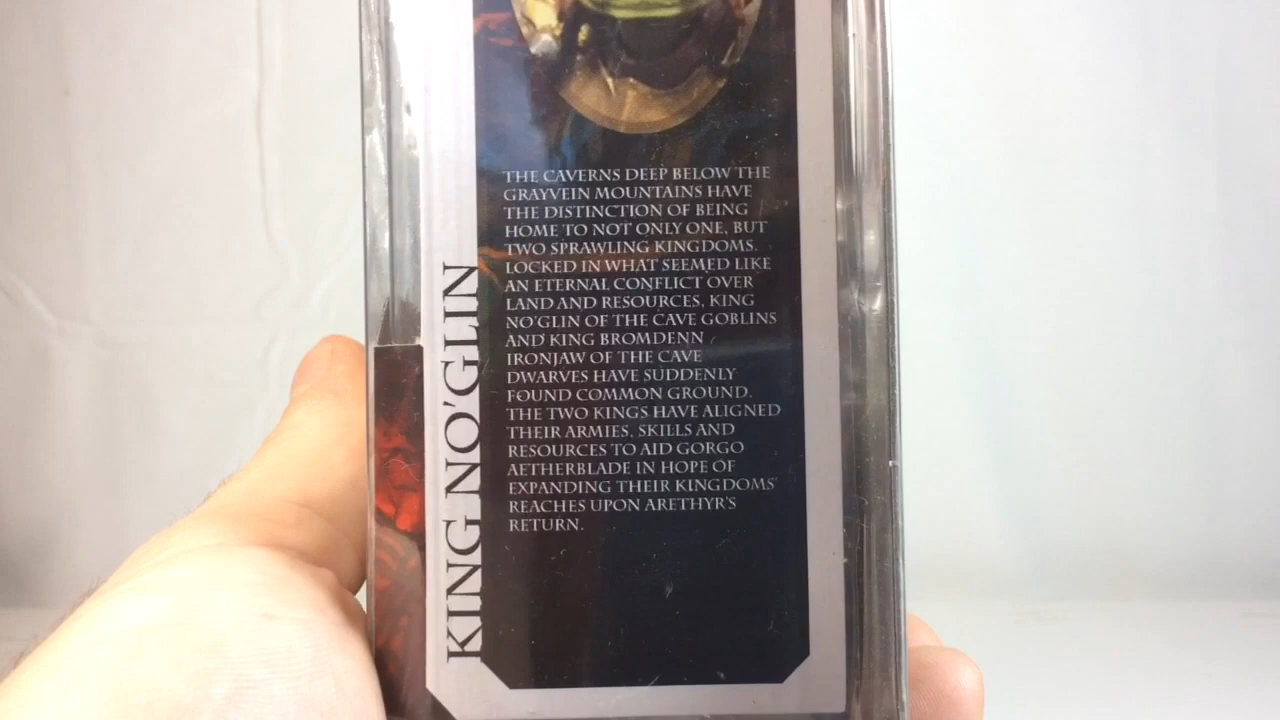 THE CAVERNS DEEP BELOW THE
GRAYVEIN MOUNTAINS HAVE
THE DISTINCTION OF BEING
HOME TO NOT ONLY ONE, BUT
TWO SPRAWLING KINGDOMS.
LOCKED IN WHAT SEEMED LIKE
AN ETERNAL CONFLICT OVER
LAND AND RESOURCES, KING
NO'GLIN OF THE CAVE GOBLINS
AND KING BROMDENN
IRONJAW OF THE CAVE
DWARVES HAVE SUDDENLY
FOUND COMMON GROUND.
THE TWO KINGS HAVE ALIGNED
THEIR ARMIES, SKILLS AND
RESOURCES TO AID GORGO
AETHERBLADE IN HOPE OF
EXPANDING THEIR KINGDOMS'
REACHES UPON ARETHYR'S
RETURN.
KING NO'GLIN